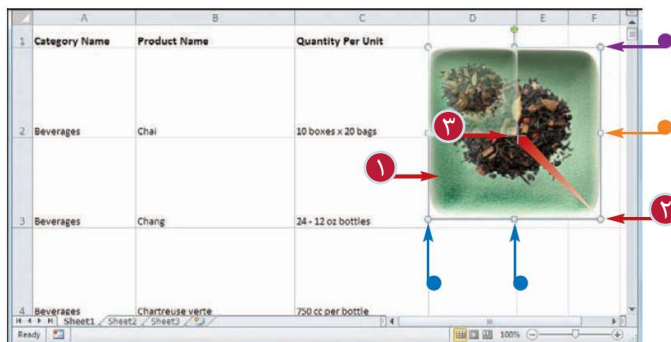 A B C D E F
1 Category Name Product Name Quantity Per Unit
٣
2 Beverages Chai 10 boxes x 20 bags
١
٢
3 Beverages Chang 24 - 12 oz bottles
4 Beverages Chartreuse verte 750 cc per bottle
Sheet1 Sheet2 Sheet3
Ready 100%